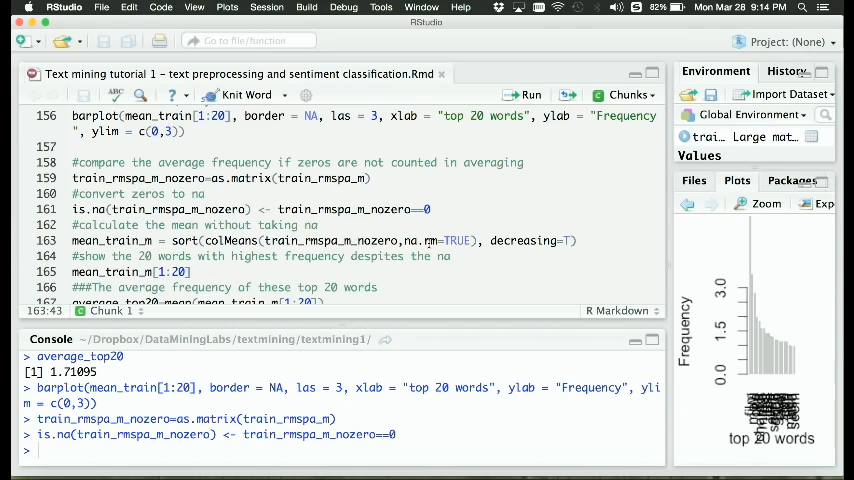 RStudio File Edit Code View Plots Session Build Debug Tools Window Help 82% Mon Mar 28 9:14 PM
RStudio
Go to file/function
Project: (None)
Text mining tutorial 1 - text preprocessing and sentiment classification.Rmd
ABC Knit Word Run Chunks
156 barplot(mean_train[1:20], border = NA, las = 3, xlab = "top 20 words", ylab = "Frequency
", ylim = c(0,3))
157
158 #compare the average frequency if zeros are not counted in averaging
159 train_rmspa_m_nozero=as.matrix(train_rmspa_m)
160 #convert zeros to na
161 is.na(train_rmspa_m_nozero) <- train_rmspa_m_nozero==0
162 #calculate the mean without taking na
163 mean_train_m = sort(colMeans(train_rmspa_m_nozero,na.rm=TRUE), decreasing=T)
164 #show the 20 words with highest frequency despites the na
165 mean_train_m[1:20]
166 ###The average frequency of these top 20 words
167 average_top20=mean(mean_train_m[1:20])
163:43 Chunk 1 R Markdown
Console ~/Dropbox/DataMiningLabs/textmining/textmining1/
> average_top20
[1] 1.71095
> barplot(mean_train[1:20], border = NA, las = 3, xlab = "top 20 words", ylab = "Frequency", yli
m = c(0,3))
> train_rmspa_m_nozero=as.matrix(train_rmspa_m)
> is.na(train_rmspa_m_nozero) <- train_rmspa_m_nozero==0
>
Environment History
Import Dataset
Global Environment
trai… Large mat…
Values
Files Plots Packages
Zoom Exp
Frequency
3.0
1.5
0.0
top 20 words